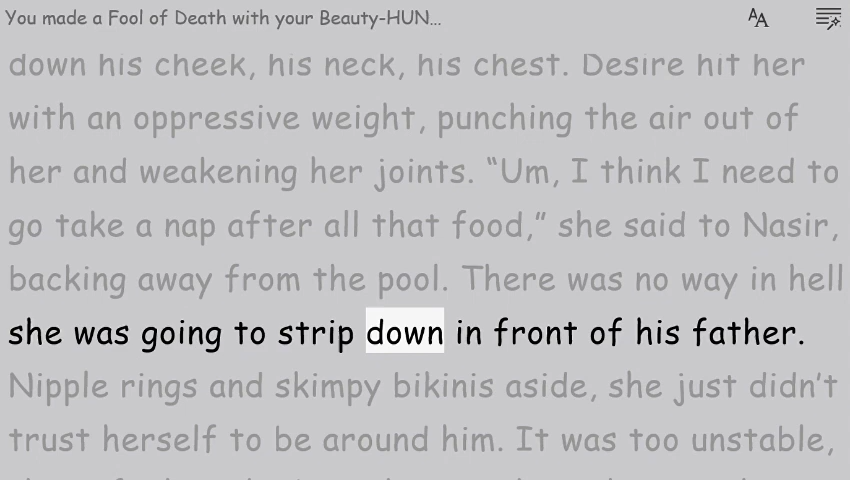 You made a Fool of Death with your Beauty-HUN...
AA
down his cheek, his neck, his chest. Desire hit her
with an oppressive weight, punching the air out of
her and weakening her joints. “Um, I think I need to
go take a nap after all that food,” she said to Nasir,
backing away from the pool. There was no way in hell
she was going to strip down in front of his father.
Nipple rings and skimpy bikinis aside, she just didn’t
trust herself to be around him. It was too unstable,